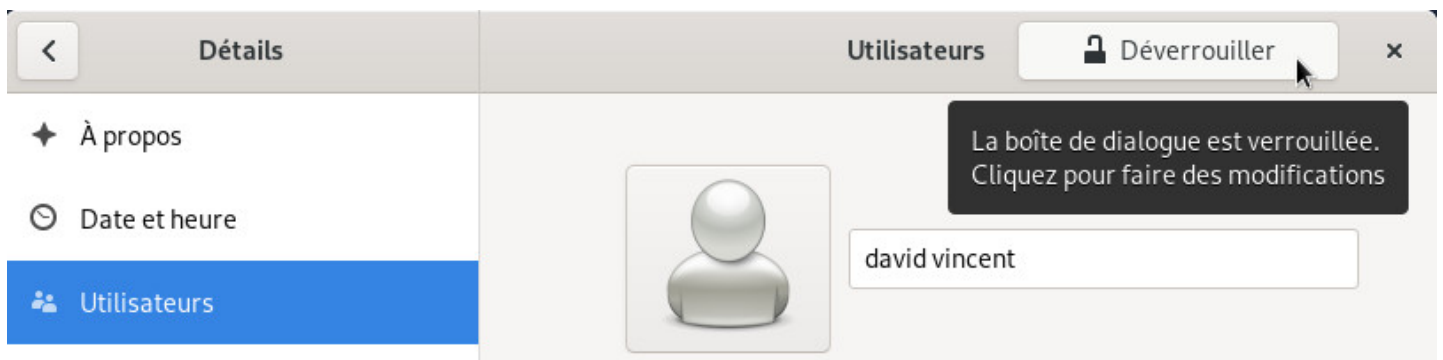 Détails
Utilisateurs
Déverrouiller
À propos
Date et heure
Utilisateurs
La boîte de dialogue est verrouillée.
Cliquez pour faire des modifications
david vincent